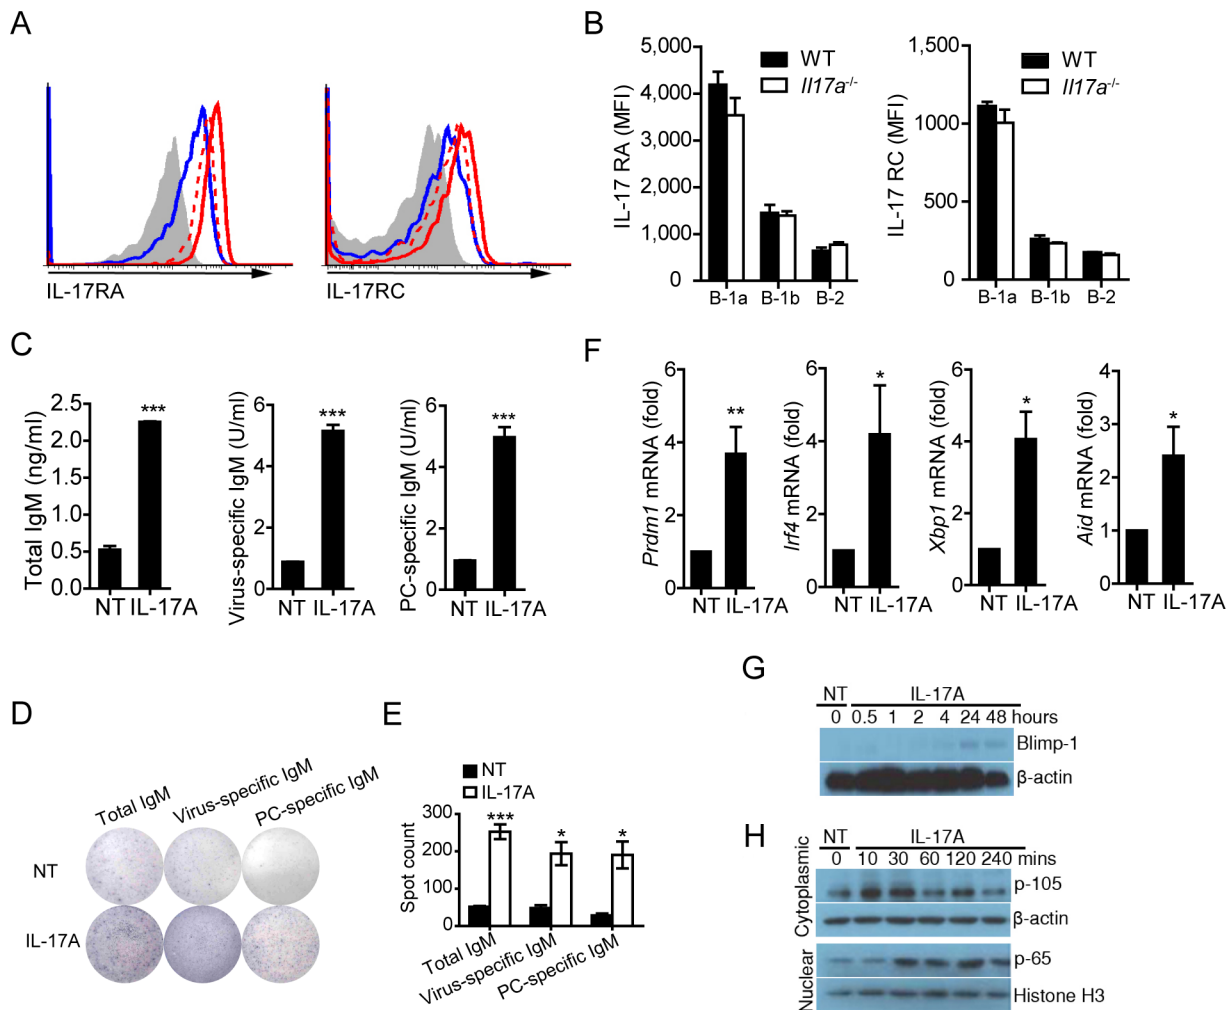 A
IL-17RA
IL-17RC
B
IL-17 RA (MFI)
5,000
4,000
3,000
2,000
1,000
0
WT
Il17a-/-
B-1a B-1b B-2
IL-17 RC (MFI)
1,500
1000
500
0
WT
Il17a-/-
B-1a B-1b B-2
C
Total IgM (ng/ml)
2.5
2.0
1.5
1.0
0.5
0.0
***
NT IL-17A
Virus-specific IgM (U/ml)
6
4
2
0
***
NT IL-17A
PC-specific IgM (U/ml)
6
4
2
0
***
NT IL-17A
F
Prdm1 mRNA (fold)
6
4
2
0
**
NT IL-17A
Irf4 mRNA (fold)
6
4
2
0
*
NT IL-17A
Xbp1 mRNA (fold)
6
4
2
0
*
NT IL-17A
Aid mRNA (fold)
4
3
2
1
0
*
NT IL-17A
D
Total IgM
Virus-specific IgM
PC-specific IgM
NT
IL-17A
E
NT
IL-17A
Spot count
300
200
100
0
***
*
*
Total IgM
Virus-specific IgM
PC-specific IgM
G
NT IL-17A
0 0.5 1 2 4 24 48 hours
Blimp-1
β-actin
H
NT IL-17A
0 10 30 60 120 240 mins
Cytoplasmic
p-105
β-actin
Nuclear
p-65
Histone H3